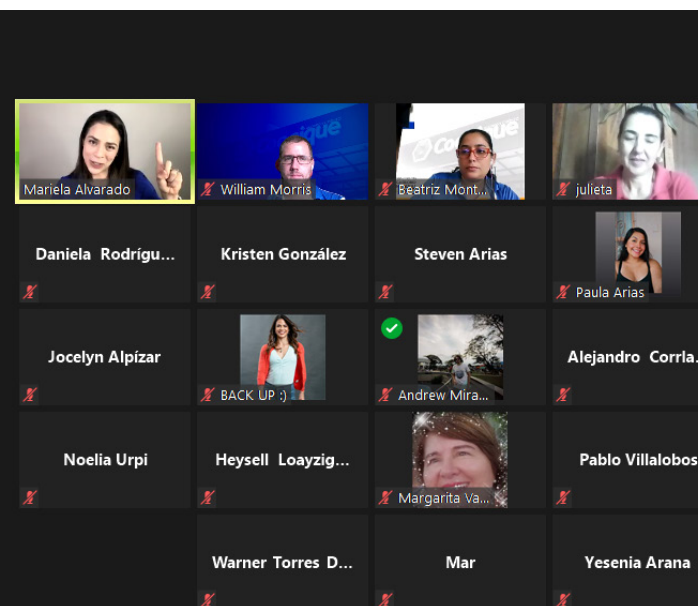 Mariela Alvarado
William Morris
Beatriz Mont...
julieta
Daniela Rodrígu...
Kristen González
Steven Arias
Paula Arias
Jocelyn Alpízar
BACK UP :)
Andrew Mira...
Alejandro Corrla.
Noelia Urpi
Heysell Loayzig...
Margarita Va...
Pablo Villalobos
Warner Torres D...
Mar
Yesenia Arana